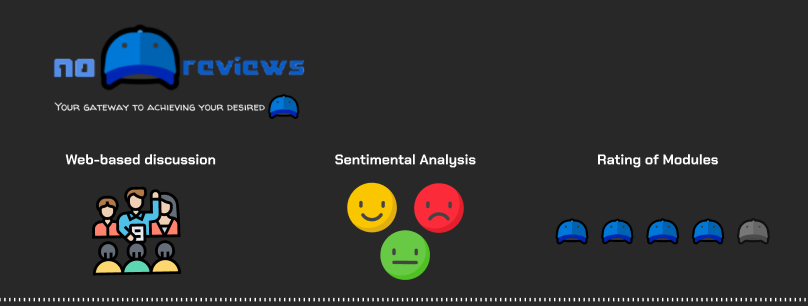 no reviews
YOUR GATEWAY TO ACHIEVING YOUR DESIRED
Web-based discussion
Sentimental Analysis
Rating of Modules